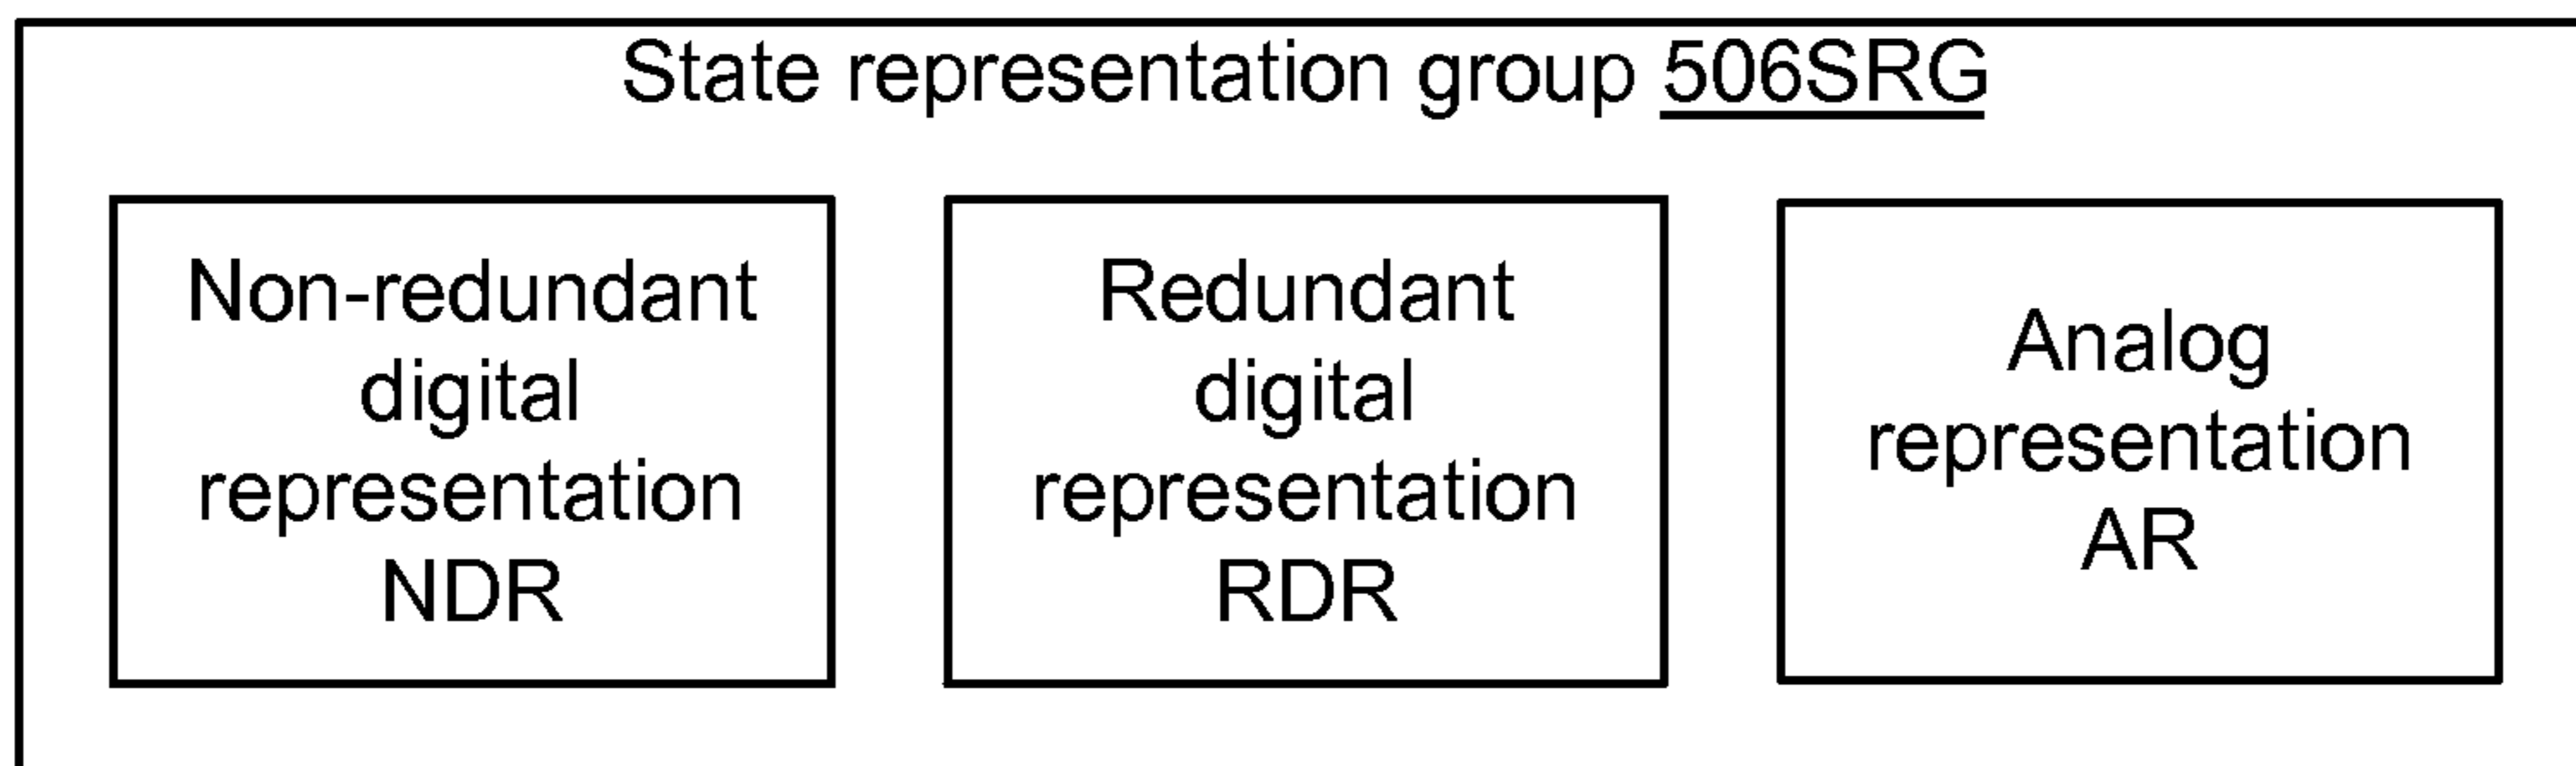 State representation group 506SRG
Non-redundant
digital
representation
NDR
Redundant
digital
representation
RDR
Analog
representation
AR